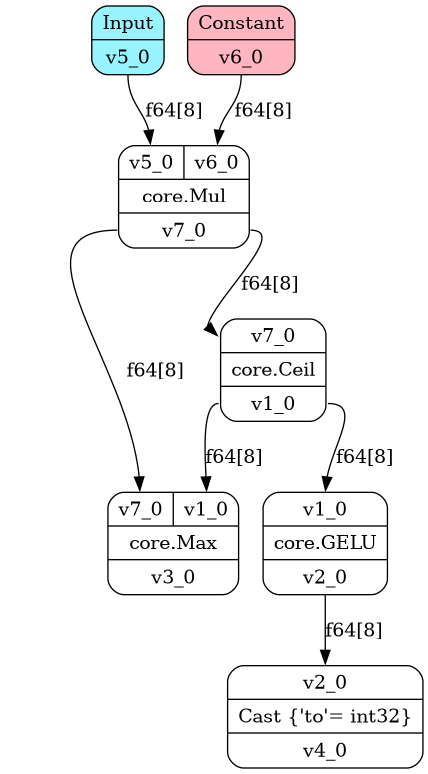 Input
v5_0
Constant
v6_0
f64[8]
f64[8]
v5_0 v6_0
core.Mul
v7_0
f64[8]
f64[8]
v7_0
core.Ceil
v1_0
f64[8]
f64[8]
v7_0 v1_0
core.Max
v3_0
v1_0
core.GELU
v2_0
f64[8]
v2_0
Cast {'to'= int32}
v4_0